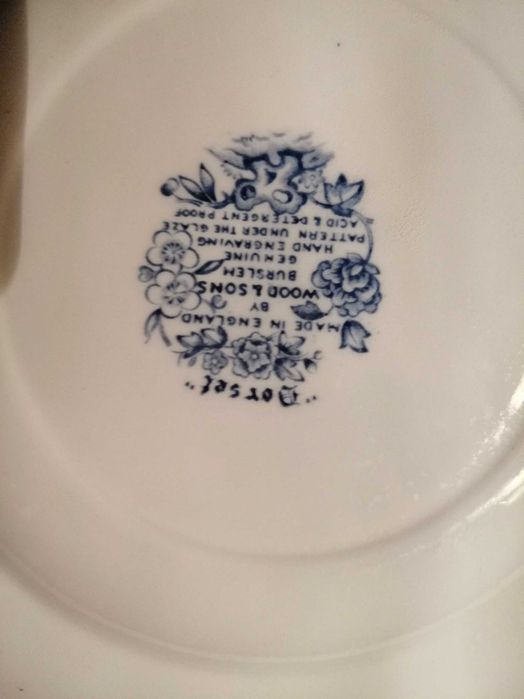 "Dorset"
MADE IN ENGLAND
BY
WOOD & SONS
BURSLEM
GENUINE
HAND ENGRAVING
PATTERN UNDER THE GLAZE
ACID & DETERGENT PROOF